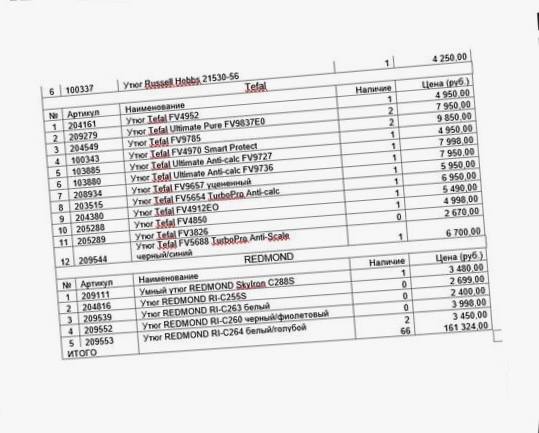 6 100337 Утюг Russell Hobbs 21530-56 1 4 250,00
Tefal
№ Артикул Наименование Наличие Цена (руб.)
1 204161 Утюг Tefal FV4952 1 4 950,00
2 209279 Утюг Tefal Ultimate Pure FV9837E0 2 7 950,00
3 204549 Утюг Tefal FV9785 2 9 850,00
4 100343 Утюг Tefal FV4970 Smart Protect 1 4 950,00
5 103885 Утюг Tefal Ultimate Anti-calc FV9727 1 7 998,00
6 103880 Утюг Tefal Ultimate Anti-calc FV9736 1 7 950,00
7 208934 Утюг Tefal FV9657 уцененный 1 5 950,00
8 203515 Утюг Tefal FV5654 TurboPro Anti-calc 1 6 950,00
9 204380 Утюг Tefal FV4912EO 1 5 490,00
10 205288 Утюг Tefal FV4850 1 4 998,00
11 205289 Утюг Tefal FV3826 0 2 670,00
12 209544 Утюг Tefal FV5688 TurboPro Anti-Scale
черный/синий 1 6 700,00
REDMOND
№ Артикул Наименование Наличие Цена (руб.)
1 209111 Умный утюг REDMOND SkyIron C288S 1 3 480,00
2 204816 Утюг REDMOND RI-C255S 0 2 699,00
3 209539 Утюг REDMOND RI-C263 белый 0 2 400,00
4 209552 Утюг REDMOND RI-C260 черный/фиолетовый 0 3 998,00
5 209553 Утюг REDMOND RI-C264 белый/голубой 2 3 450,00
ИТОГО 66 161 324,00